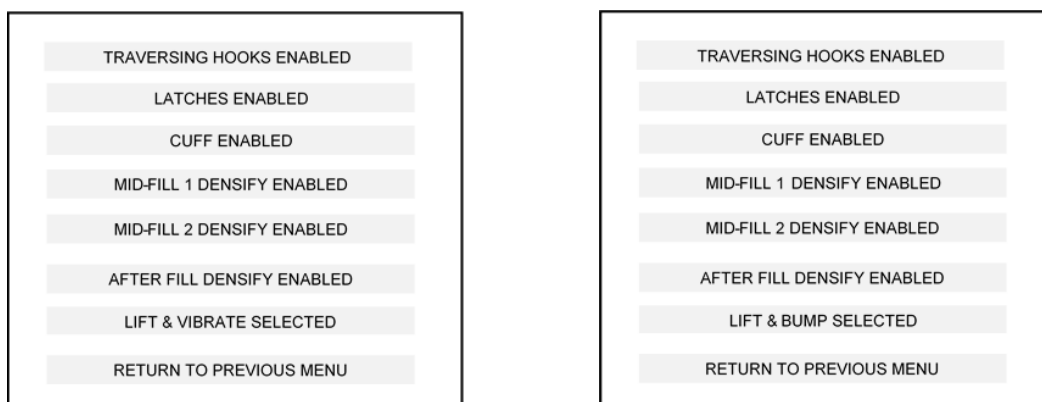 TRAVERSING HOOKS ENABLED
LATCHES ENABLED
CUFF ENABLED
MID-FILL 1 DENSIFY ENABLED
MID-FILL 2 DENSIFY ENABLED
AFTER FILL DENSIFY ENABLED
LIFT & VIBRATE SELECTED
RETURN TO PREVIOUS MENU
TRAVERSING HOOKS ENABLED
LATCHES ENABLED
CUFF ENABLED
MID-FILL 1 DENSIFY ENABLED
MID-FILL 2 DENSIFY ENABLED
AFTER FILL DENSIFY ENABLED
LIFT & BUMP SELECTED
RETURN TO PREVIOUS MENU